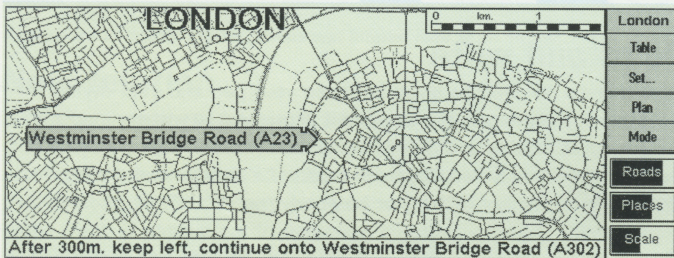 LONDON
0 km. 1
London
Table
Set...
Plan
Mode
Westminster Bridge Road (A23)
Roads
Places
Scale
After 300m. keep left, continue onto Westminster Bridge Road (A302)